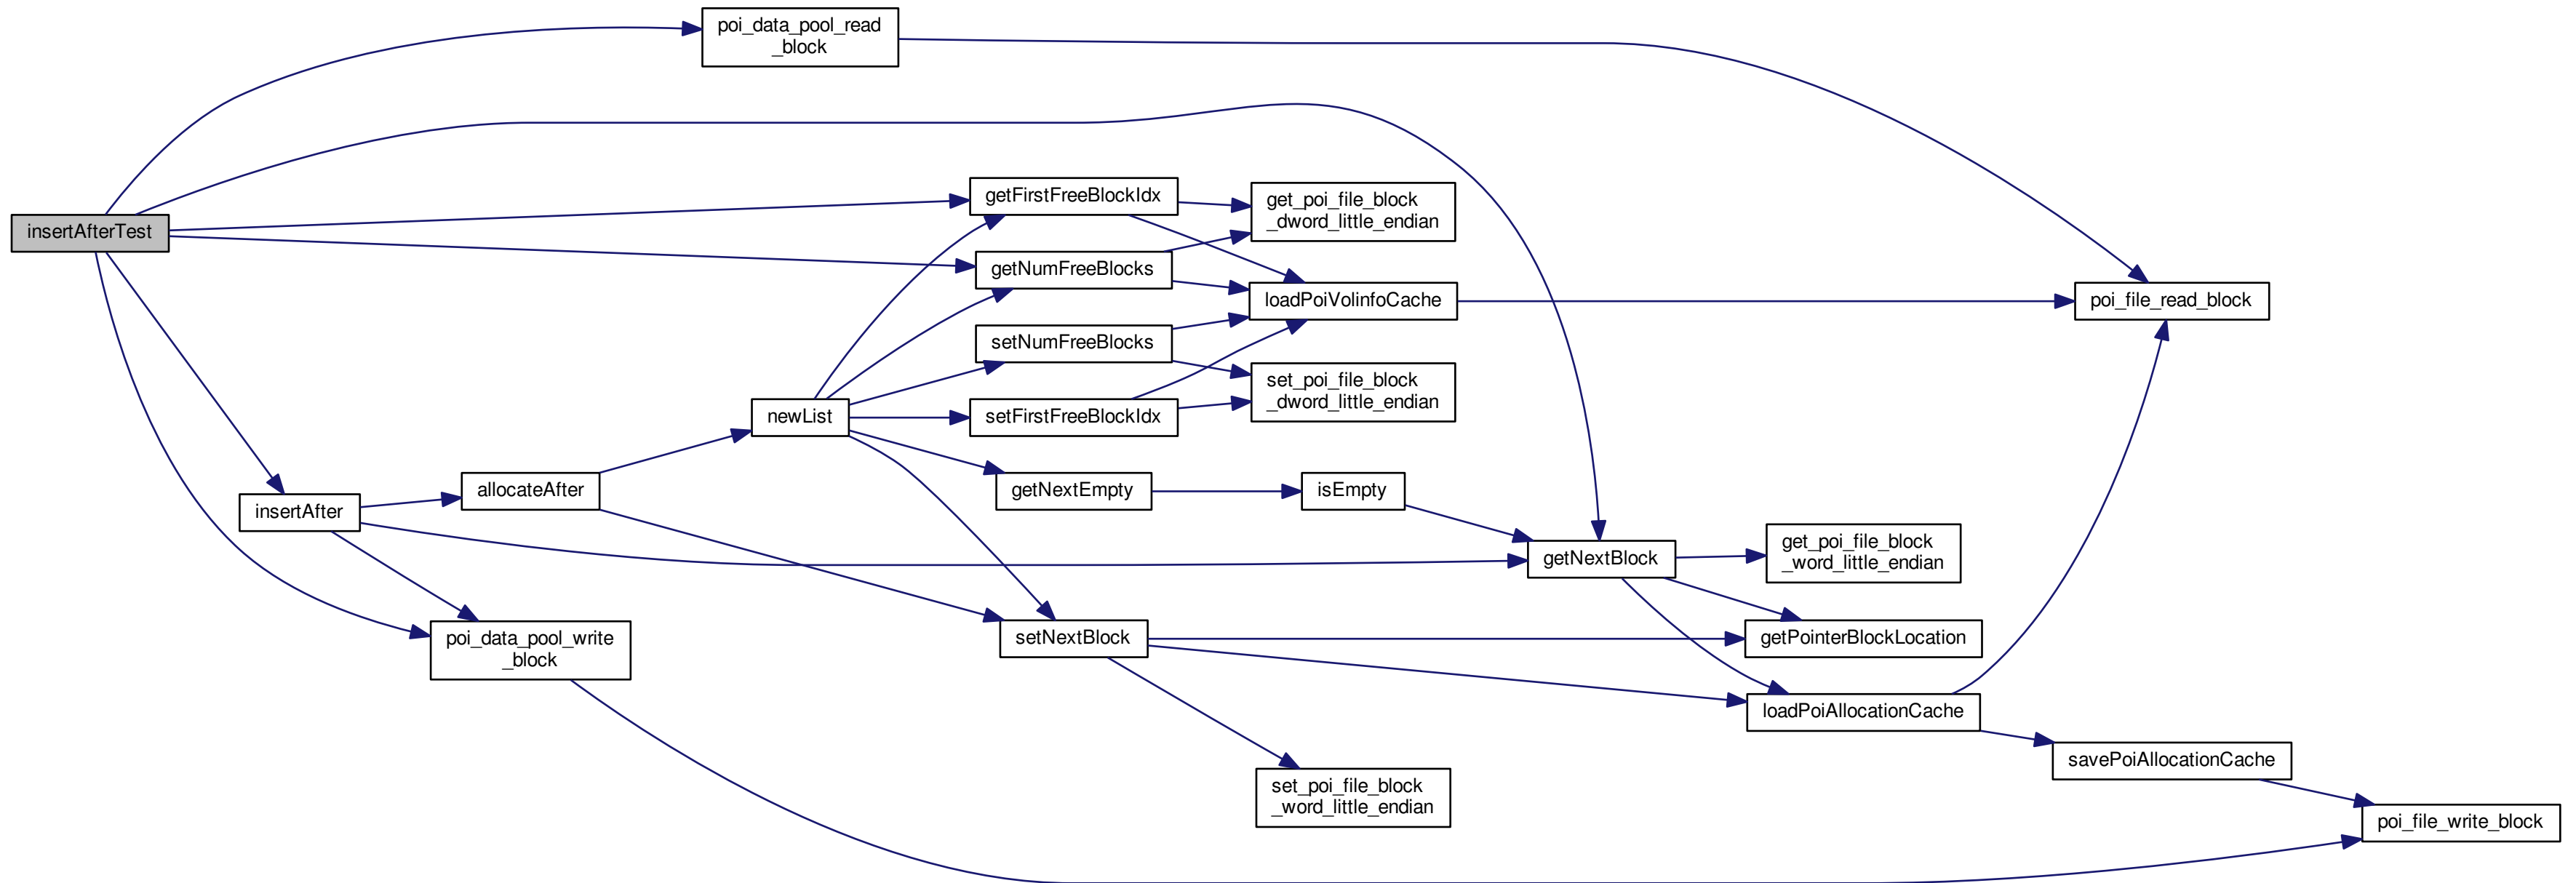 poi_data_pool_read
_block
insertAfterTest
getFirstFreeBlockIdx
get_poi_file_block
_dword_little_endian
getNumFreeBlocks
loadPoiVolinfoCache
poi_file_read_block
setNumFreeBlocks
set_poi_file_block
_dword_little_endian
newList
setFirstFreeBlockIdx
allocateAfter
getNextEmpty
isEmpty
insertAfter
getNextBlock
get_poi_file_block
_word_little_endian
poi_data_pool_write
_block
setNextBlock
getPointerBlockLocation
loadPoiAllocationCache
savePoiAllocationCache
set_poi_file_block
_word_little_endian
poi_file_write_block